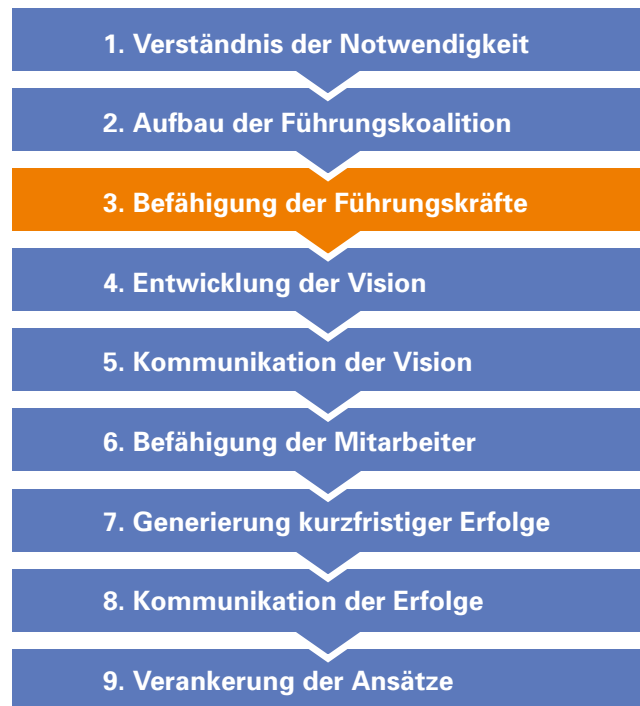 1. Verständnis der Notwendigkeit
2. Aufbau der Führungskoalition
3. Befähigung der Führungskräfte
4. Entwicklung der Vision
5. Kommunikation der Vision
6. Befähigung der Mitarbeiter
7. Generierung kurzfristiger Erfolge
8. Kommunikation der Erfolge
9. Verankerung der Ansätze